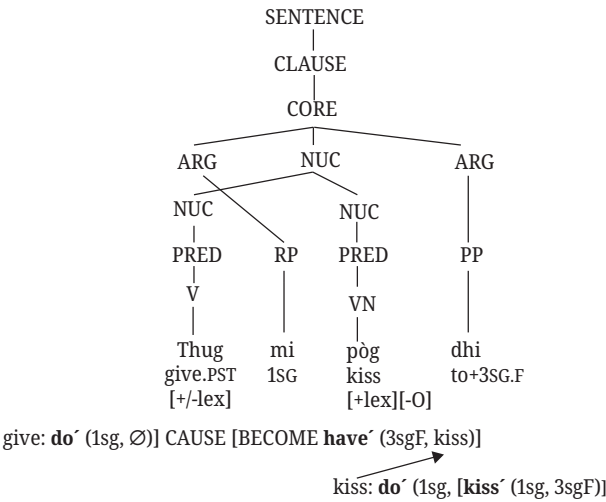 SENTENCE
CLAUSE
CORE
ARG NUC ARG
NUC NUC
PRED RP PRED PP
V VN
Thug mi pòg dhi
give.PST 1SG kiss to+3SG.F
[+/-lex] [+lex][-O]
give: do´ (1sg, ∅)] CAUSE [BECOME have´ (3sgF, kiss)]
kiss: do´ (1sg, [kiss´ (1sg, 3sgF)]